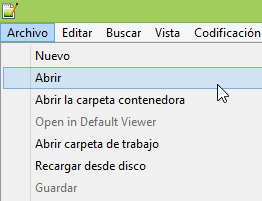 Archivo Editar Buscar Vista Codificación
Nuevo
Abrir
Abrir la carpeta contenedora
Open in Default Viewer
Abrir carpeta de trabajo
Recargar desde disco
Guardar